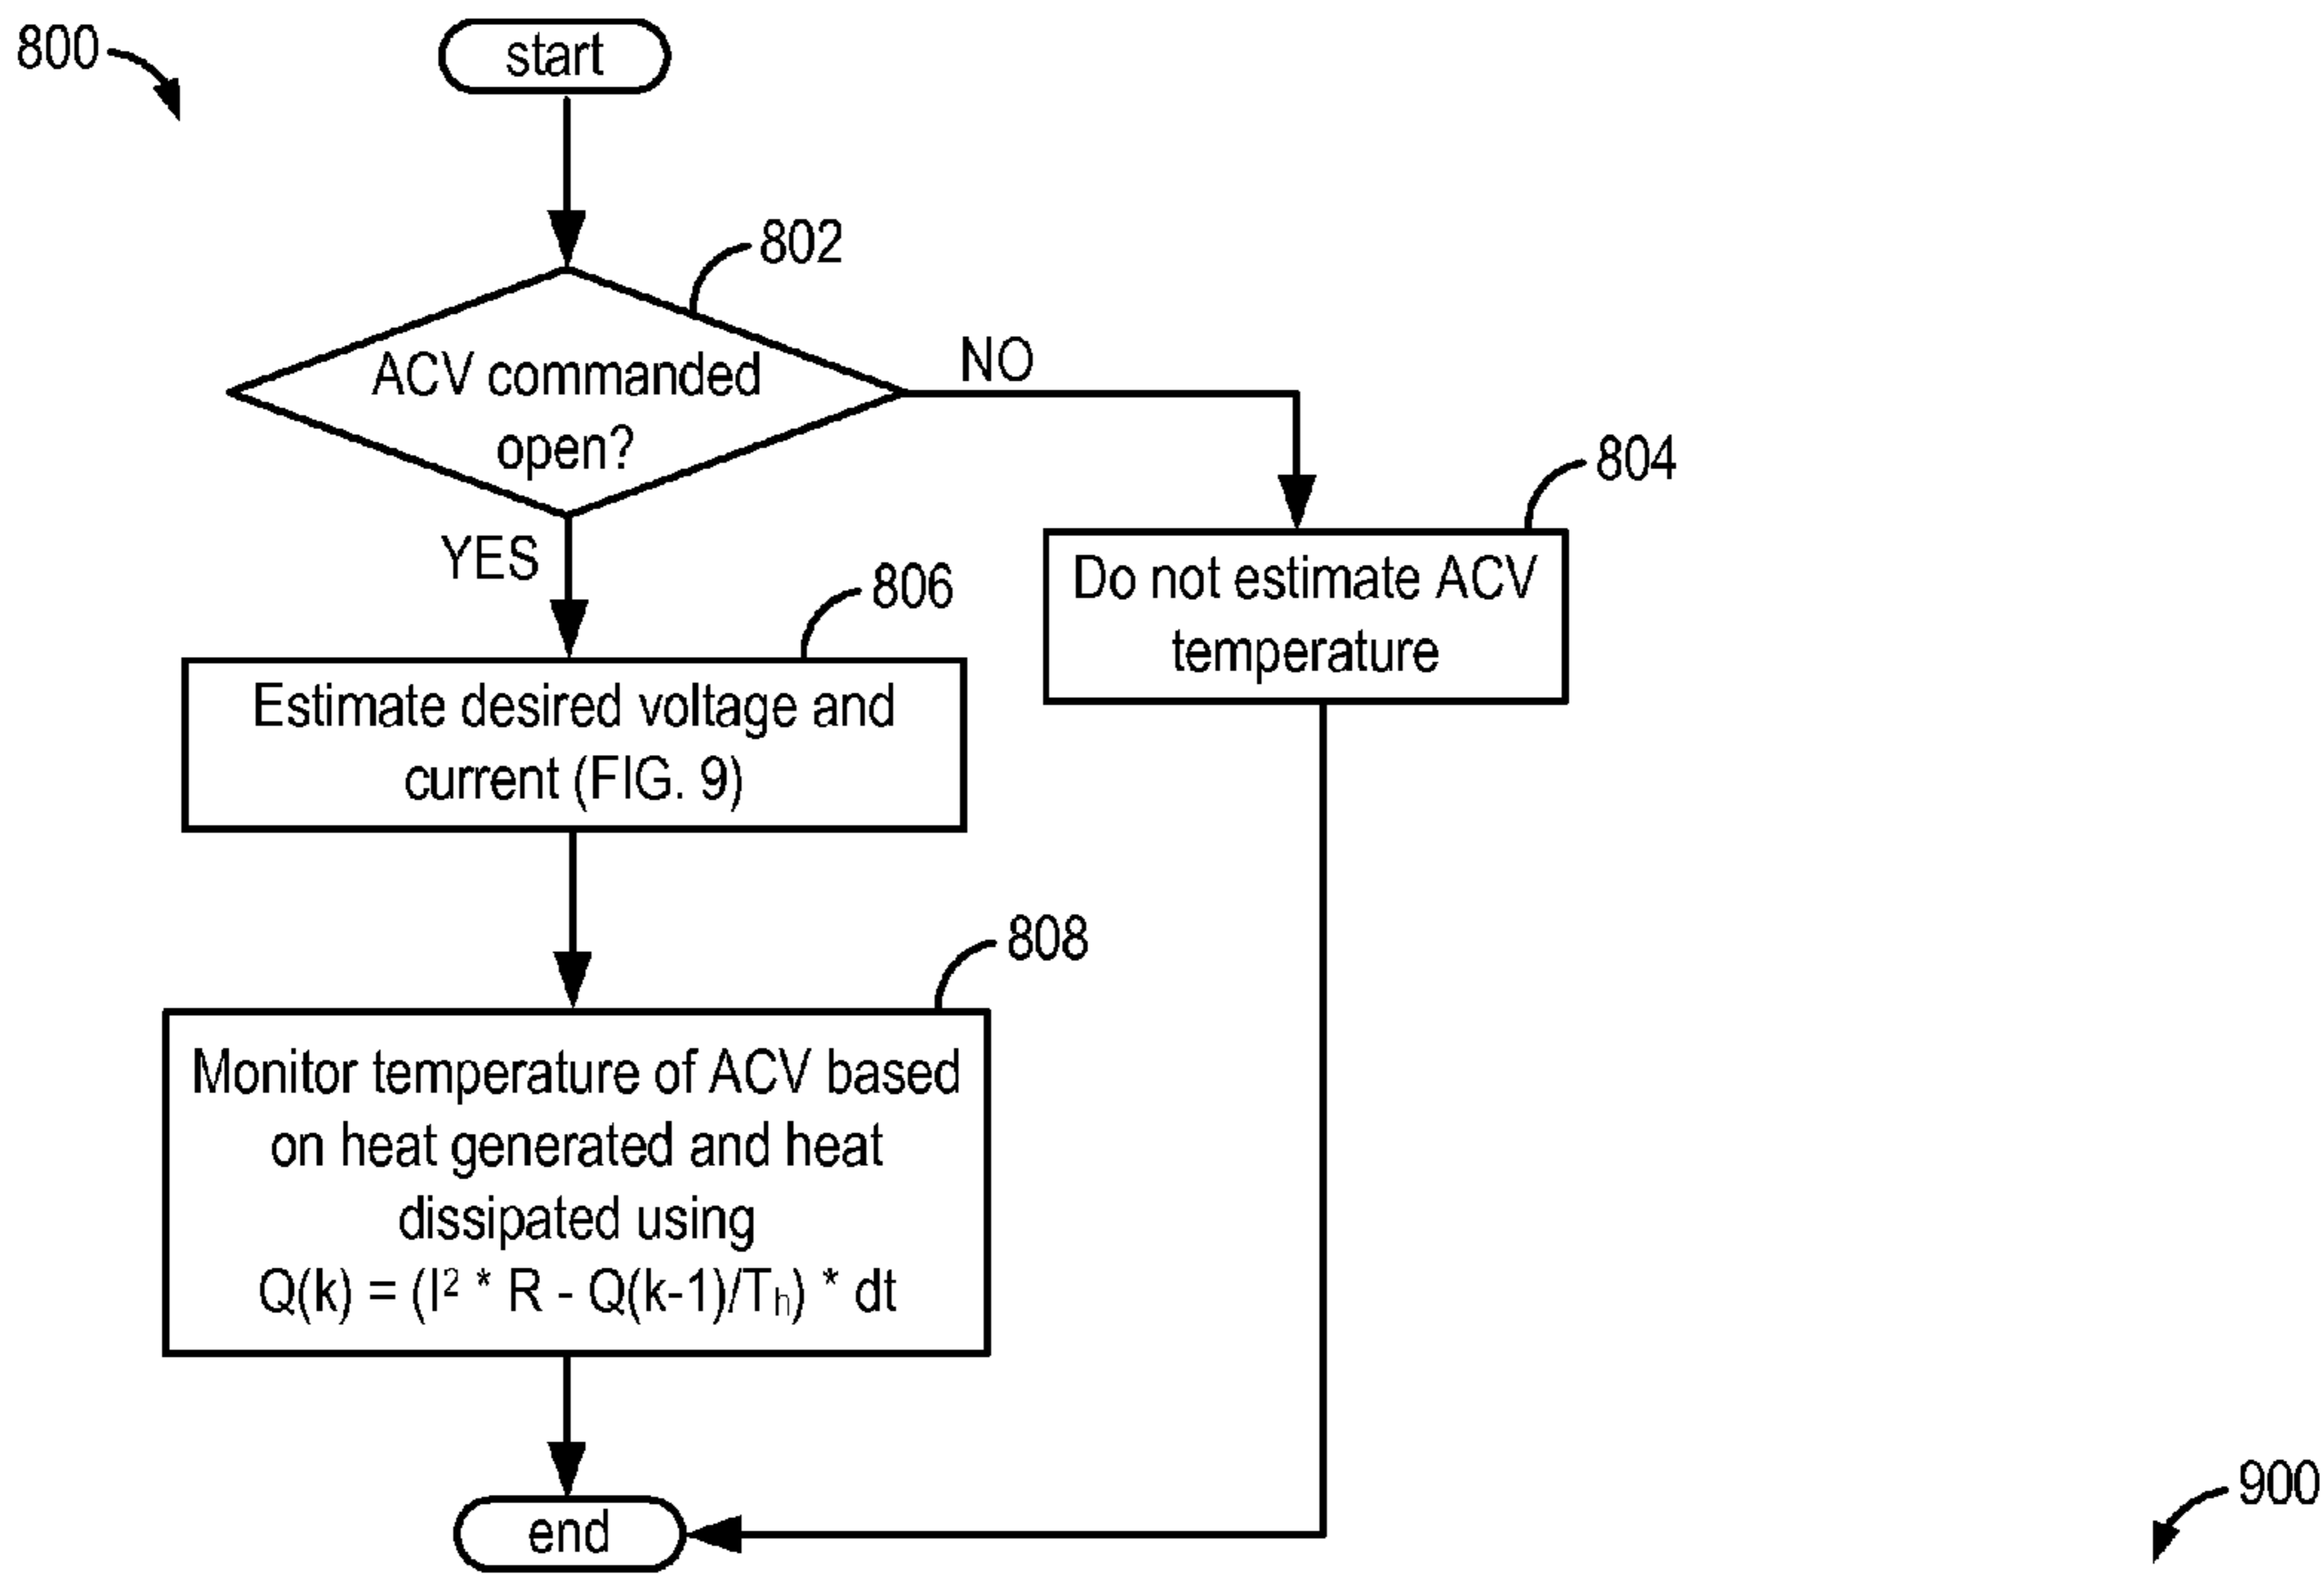 800
start
802
ACV commanded
open?
NO
YES
804
Do not estimate ACV
temperature
806
Estimate desired voltage and
current (FIG. 9)
808
Monitor temperature of ACV based
on heat generated and heat
dissipated using
Q(k) = (I² * R - Q(k-1)/Tₕ) * dt
end
900